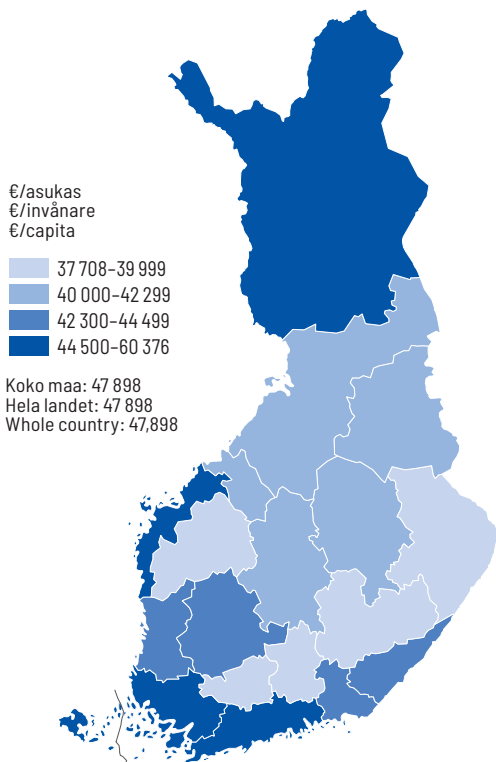 €/asukas
€/invånare
€/capita
37 708–39 999
40 000–42 299
42 300–44 499
44 500–60 376
Koko maa: 47 898
Hela landet: 47 898
Whole country: 47,898